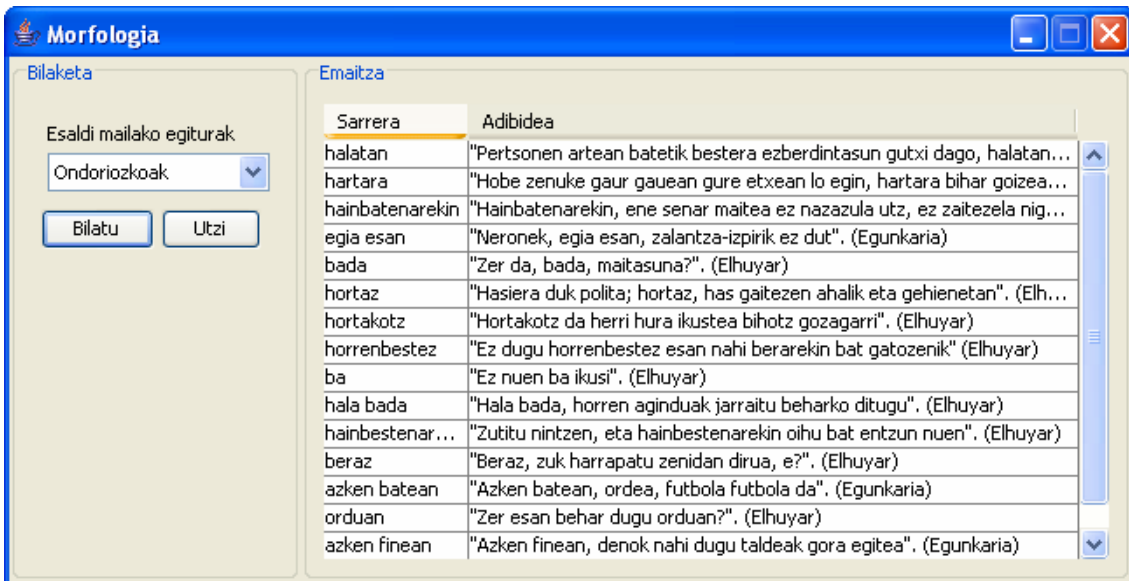 Morfologia
Bilaketa
Esaldi mailako egiturak
Ondoriozkoak
Bilatu Utzi
Emaitza
Sarrera Adibidea
halatan "Pertsonen artean batetik bestera ezberdintasun gutxi dago, halatan...
hartara "Hobe zenuke gaur gauean gure etxean lo egin, hartara bihar goizea...
hainbatenarekin "Hainbatenarekin, ene senar maitea ez nazazula utz, ez zaitezela nig...
egia esan "Neronek, egia esan, zalantza-izpirik ez dut". (Egunkaria)
bada "Zer da, bada, maitasuna?". (Elhuyar)
hortaz "Hasiera duk polita; hortaz, has gaitezen ahalik eta gehienetan". (Elh...
hortakotz "Hortakotz da herri hura ikustea bihotz gozagarri". (Elhuyar)
horrenbestez "Ez dugu horrenbestez esan nahi berarekin bat gatozenik" (Elhuyar)
ba "Ez nuen ba ikusi". (Elhuyar)
hala bada "Hala bada, horren aginduak jarraitu beharko ditugu". (Elhuyar)
hainbestenar... "Zutitu nintzen, eta hainbestenarekin oihu bat entzun nuen". (Elhuyar)
beraz "Beraz, zuk harrapatu zenidan dirua, e?". (Elhuyar)
azken batean "Azken batean, ordea, futbola futbola da". (Egunkaria)
orduan "Zer esan behar dugu orduan?". (Elhuyar)
azken finean "Azken finean, denok nahi dugu taldeak gora egitea". (Egunkaria)